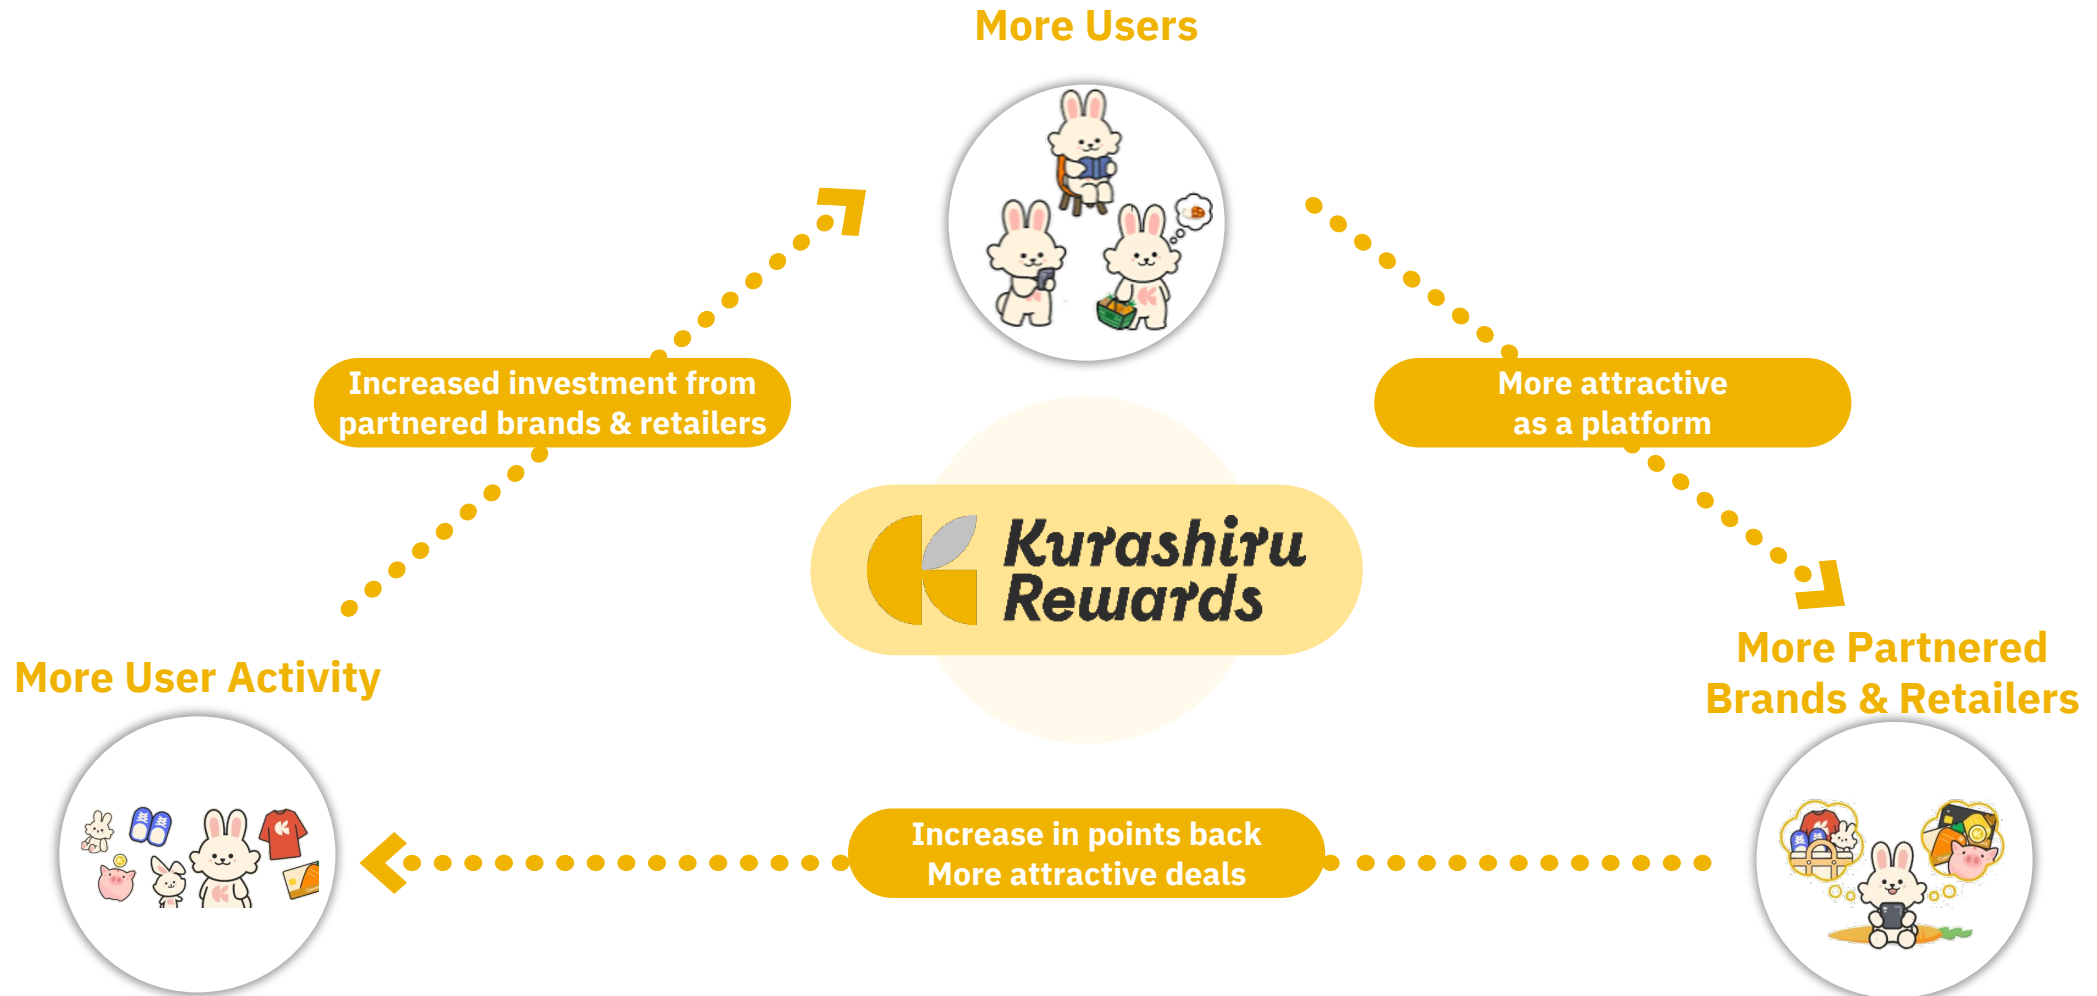 More Users
Increased investment from
partnered brands & retailers
More attractive
as a platform
Kurashiru
Rewards
More User Activity
More Partnered
Brands & Retailers
Increase in points back
More attractive deals